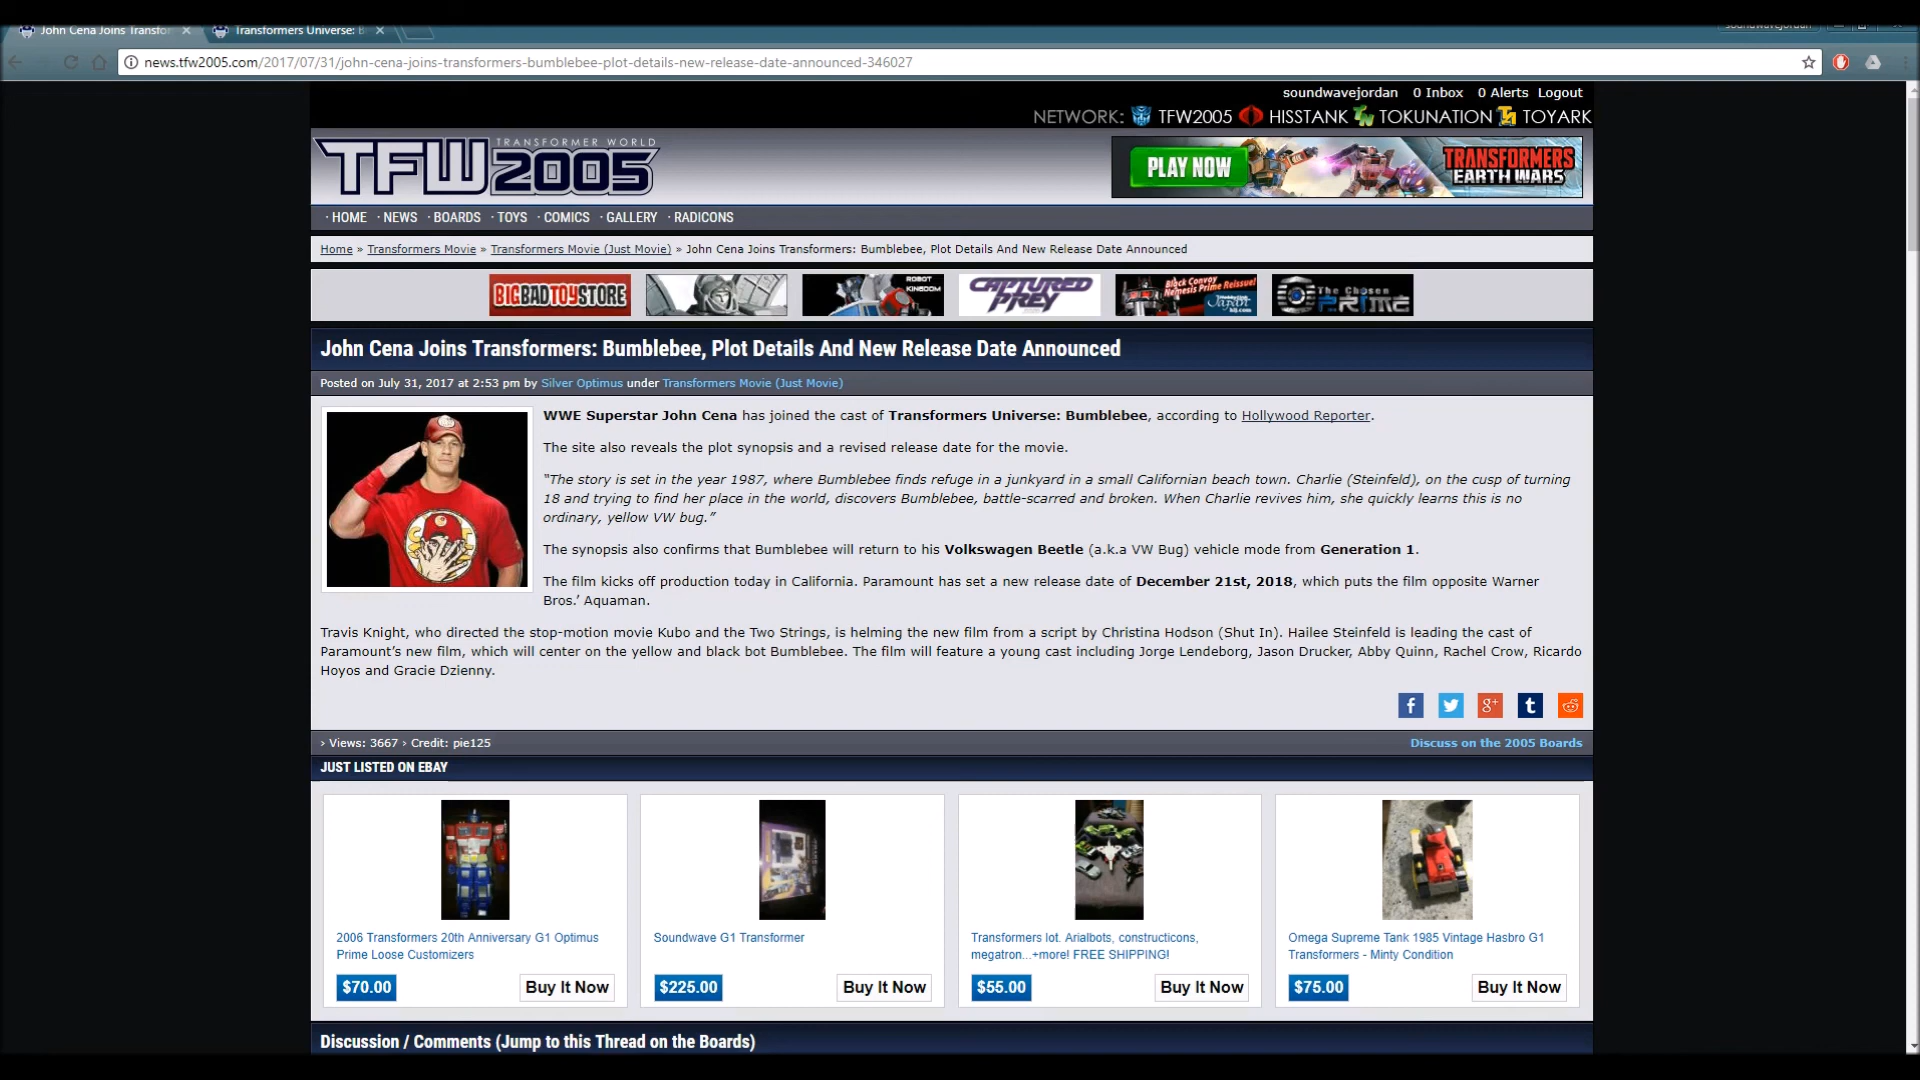 John Cena Joins Transfo
Transformers Universe: B
soundwavejordan
news.tfw2005.com/2017/07/31/john-cena-joins-transformers-bumblebee-plot-details-new-release-date-announced-346027
soundwavejordan 0 Inbox 0 Alerts Logout
NETWORK: TFW2005 HISSTANK TOKUNATION TOYARK
TRANSFORMER WORLD
TFW2005
PLAY NOW
TRANSFORMERS
EARTH WARS
· HOME · NEWS · BOARDS · TOYS · COMICS · GALLERY · RADICONS
Home » Transformers Movie » Transformers Movie (Just Movie) » John Cena Joins Transformers: Bumblebee, Plot Details And New Release Date Announced
BIGBADTOYSTORE
ROBOT
KINGDOM
CAPTURED
PREY
Black Convoy
Nemesis Prime Reissue!
Japan
The Chosen
PRIME
John Cena Joins Transformers: Bumblebee, Plot Details And New Release Date Announced
Posted on July 31, 2017 at 2:53 pm by Silver Optimus under Transformers Movie (Just Movie)
WWE Superstar John Cena has joined the cast of Transformers Universe: Bumblebee, according to Hollywood Reporter.
The site also reveals the plot synopsis and a revised release date for the movie.
“The story is set in the year 1987, where Bumblebee finds refuge in a junkyard in a small Californian beach town. Charlie (Steinfeld), on the cusp of turning
18 and trying to find her place in the world, discovers Bumblebee, battle-scarred and broken. When Charlie revives him, she quickly learns this is no
ordinary, yellow VW bug.”
The synopsis also confirms that Bumblebee will return to his Volkswagen Beetle (a.k.a VW Bug) vehicle mode from Generation 1.
The film kicks off production today in California. Paramount has set a new release date of December 21st, 2018, which puts the film opposite Warner
Bros.’ Aquaman.
Travis Knight, who directed the stop-motion movie Kubo and the Two Strings, is helming the new film from a script by Christina Hodson (Shut In). Hailee Steinfeld is leading the cast of
Paramount’s new film, which will center on the yellow and black bot Bumblebee. The film will feature a young cast including Jorge Lendeborg, Jason Drucker, Abby Quinn, Rachel Crow, Ricardo
Hoyos and Gracie Dzienny.
› Views: 3667 › Credit: pie125
Discuss on the 2005 Boards
JUST LISTED ON EBAY
2006 Transformers 20th Anniversary G1 Optimus
Prime Loose Customizers
$70.00 Buy It Now
Soundwave G1 Transformer
$225.00 Buy It Now
Transformers lot. Arialbots, constructicons,
megatron...+more! FREE SHIPPING!
$55.00 Buy It Now
Omega Supreme Tank 1985 Vintage Hasbro G1
Transformers - Minty Condition
$75.00 Buy It Now
Discussion / Comments (Jump to this Thread on the Boards)